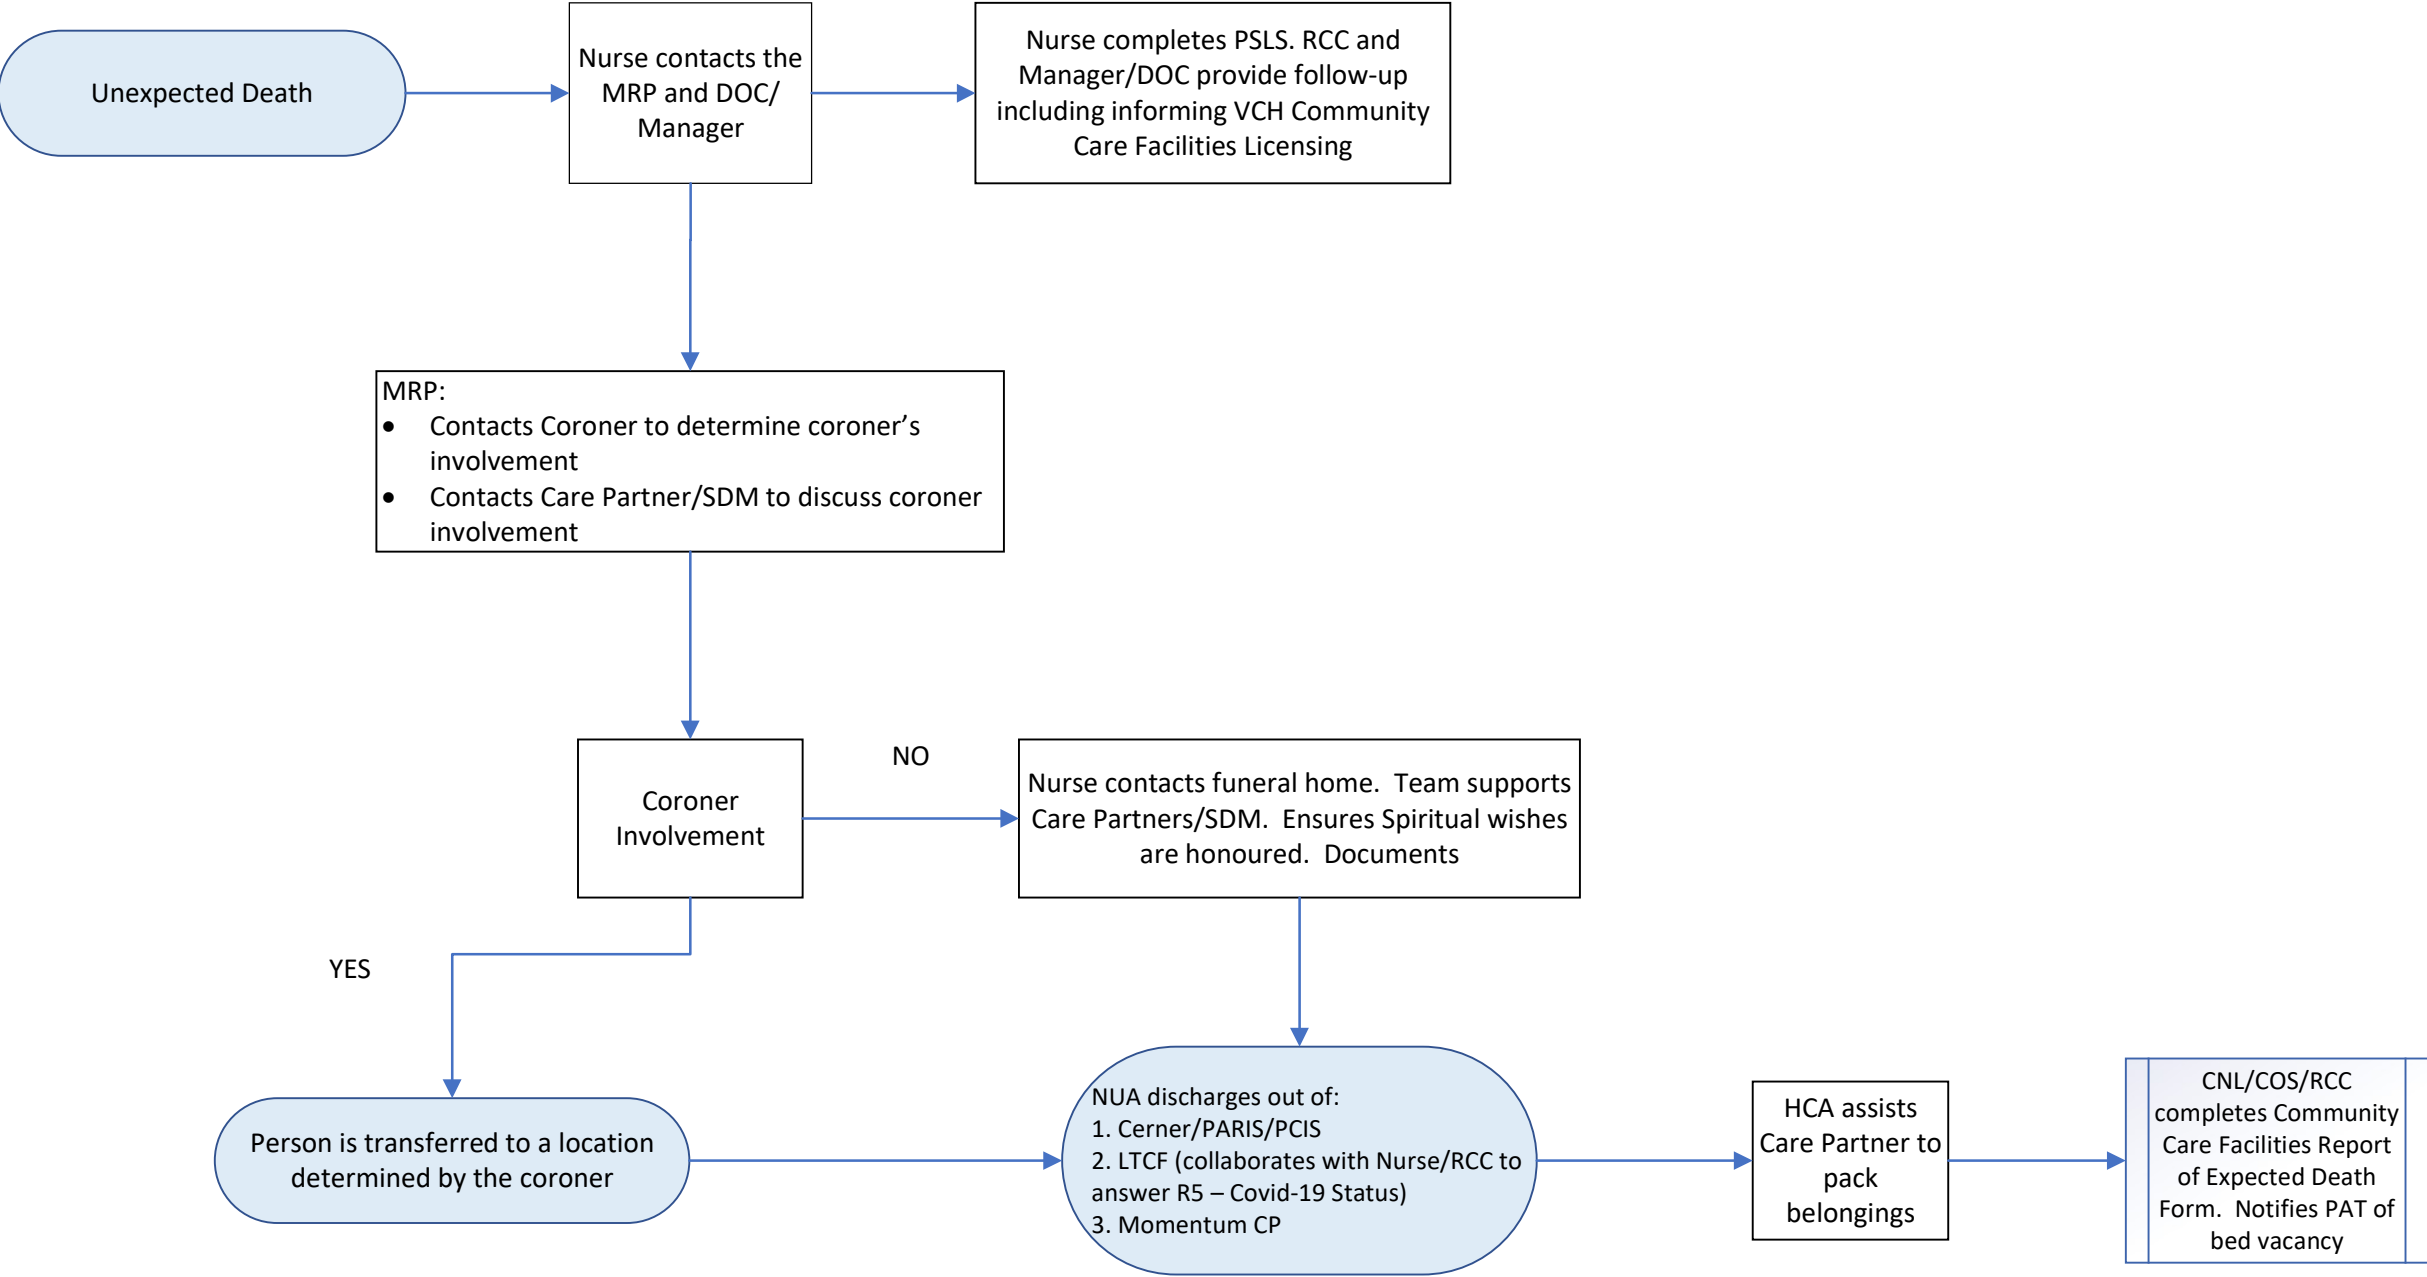 Unexpected Death
Nurse contacts the
MRP and DOC/
Manager
Nurse completes PSLS. RCC and
Manager/DOC provide follow-up
including informing VCH Community
Care Facilities Licensing
MRP:
• Contacts Coroner to determine coroner’s
involvement
• Contacts Care Partner/SDM to discuss coroner
involvement
Coroner
Involvement
NO
Nurse contacts funeral home.  Team supports
Care Partners/SDM.  Ensures Spiritual wishes
are honoured.  Documents
YES
Person is transferred to a location
determined by the coroner
NUA discharges out of:
1. Cerner/PARIS/PCIS
2. LTCF (collaborates with Nurse/RCC to
answer R5 – Covid-19 Status)
3. Momentum CP
HCA assists
Care Partner to
pack
belongings
CNL/COS/RCC
completes Community
Care Facilities Report
of Expected Death
Form.  Notifies PAT of
bed vacancy